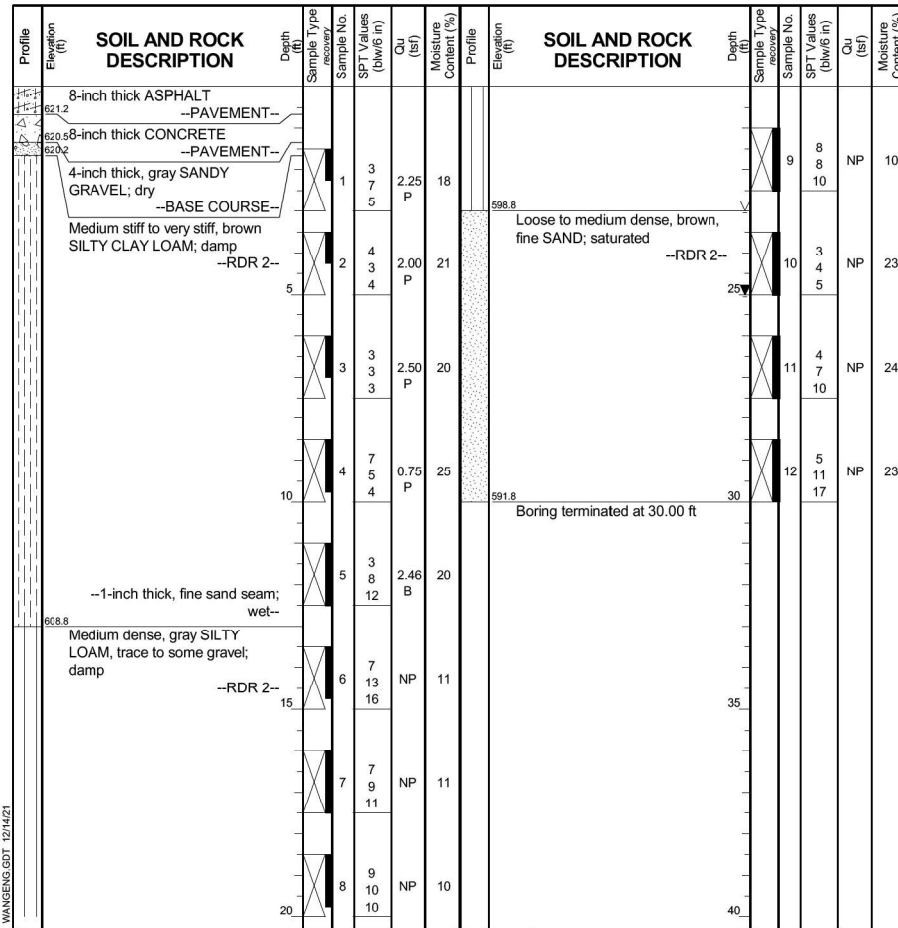 Profile
Elevation
(ft)
SOIL AND ROCK
DESCRIPTION
Depth
(ft)
Sample Type
recovery
Sample No.
SPT Values
(blw/6 in)
Qu
(tsf)
Moisture
Content (%)
8-inch thick ASPHALT
621.2
--PAVEMENT--
620.5
8-inch thick CONCRETE
620.2
--PAVEMENT--
4-inch thick, gray SANDY
GRAVEL; dry
--BASE COURSE--
1
3
7
5
2.25
P
18
Medium stiff to very stiff, brown
SILTY CLAY LOAM; damp
--RDR 2--
2
4
3
4
2.00
P
21
5
3
3
3
3
2.50
P
20
4
7
5
4
0.75
P
25
10
5
3
8
12
2.46
B
20
--1-inch thick, fine sand seam;
wet--
608.8
Medium dense, gray SILTY
LOAM, trace to some gravel;
damp
--RDR 2--
6
7
13
16
NP
11
15
7
7
9
11
NP
11
8
9
10
10
NP
10
20
WANGENG.GDT 12/14/21
Profile
Elevation
(ft)
SOIL AND ROCK
DESCRIPTION
Depth
(ft)
Sample Type
recovery
Sample No.
SPT Values
(blw/6 in)
Qu
(tsf)
Moisture
Content (%)
9
8
8
10
NP
10
598.8
Loose to medium dense, brown,
fine SAND; saturated
--RDR 2--
10
3
4
5
NP
23
25
11
4
7
10
NP
24
12
5
11
17
NP
23
591.8
30
Boring terminated at 30.00 ft
35
40